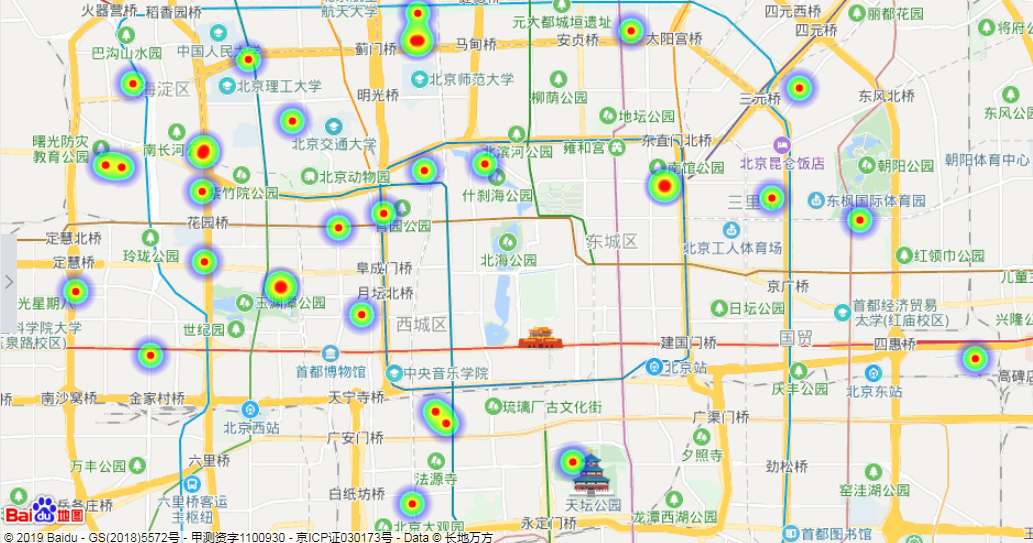 火器营桥
稻香园桥
航天大学
元大都城垣遗址
四元西桥
丽都花园
四元桥
将府公
巴沟山水园
中国人民大学
蓟门桥
马甸桥
安贞桥
太阳宫桥
海淀区
北京理工大学
北京师范大学
明光桥
柳荫公园
三元桥
东风北桥
东风公
曙光防灾
教育公园
南长河公园
北京交通大学
地坛公园
东直门北桥
北滨河公园
雍和宫
南馆公园
北京昆仑饭店
朝阳公园
朝阳体育中心
北京动物园
紫竹院公园
什刹海公园
三里
东枫国际体育园
花园桥
官园公园
定慧北桥
玲珑公园
定慧桥
东城区
北京工人体育场
北海公园
阜成门桥
红领巾公园
光星期八
玉渊潭公园
月坛北桥
京广桥
儿童
日坛公园
首都经济贸易
大学(红庙校区)
科学院大学
玉泉路校区)
世纪园
西城区
建国门桥
国贸
四惠桥
兴隆公
首都博物馆
中央音乐学院
北京站
庆丰公园
北京东站
高碑店
桥
南沙窝桥
金家村桥
天宁寺桥
琉璃厂古文化街
广渠门桥
北京西站
广安门桥
夕照寺
万丰公园
六里桥
法源寺
劲松桥
窑洼湖公园
六里桥客运
主枢纽
白纸坊桥
天坛公园
龙潭西湖公园
岳各庄桥
北京大观园
永定门桥
首都图书馆
Bai du 地图
© 2019 Baidu - GS(2018)5572号 - 甲测资字1100930 - 京ICP证030173号 - Data © 长地万方